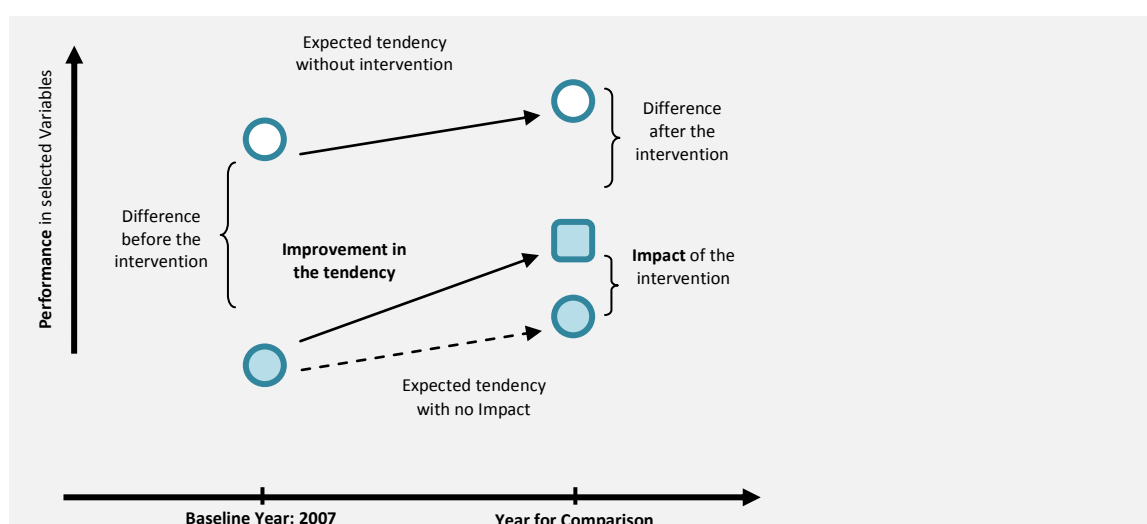 Expected tendency
without intervention
Performance in selected Variables
Difference
after the
intervention
Difference
before the
intervention
Improvement in
the tendency
Impact of the
intervention
Expected tendency
with no Impact
Baseline Year: 2007
Year for Comparison